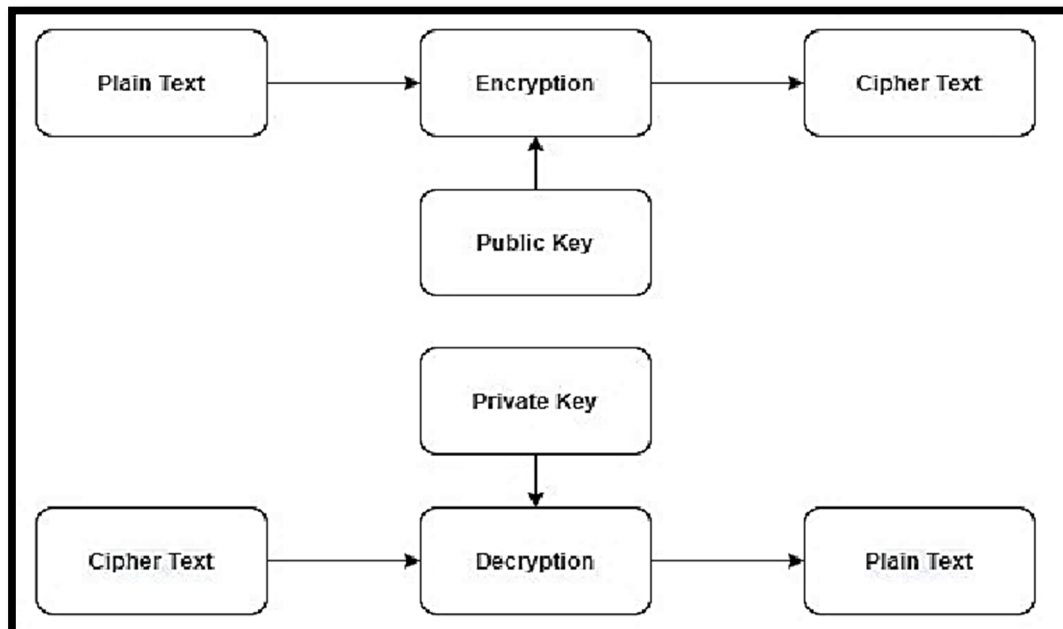 Plain Text
Encryption
Cipher Text
Public Key
Private Key
Cipher Text
Decryption
Plain Text